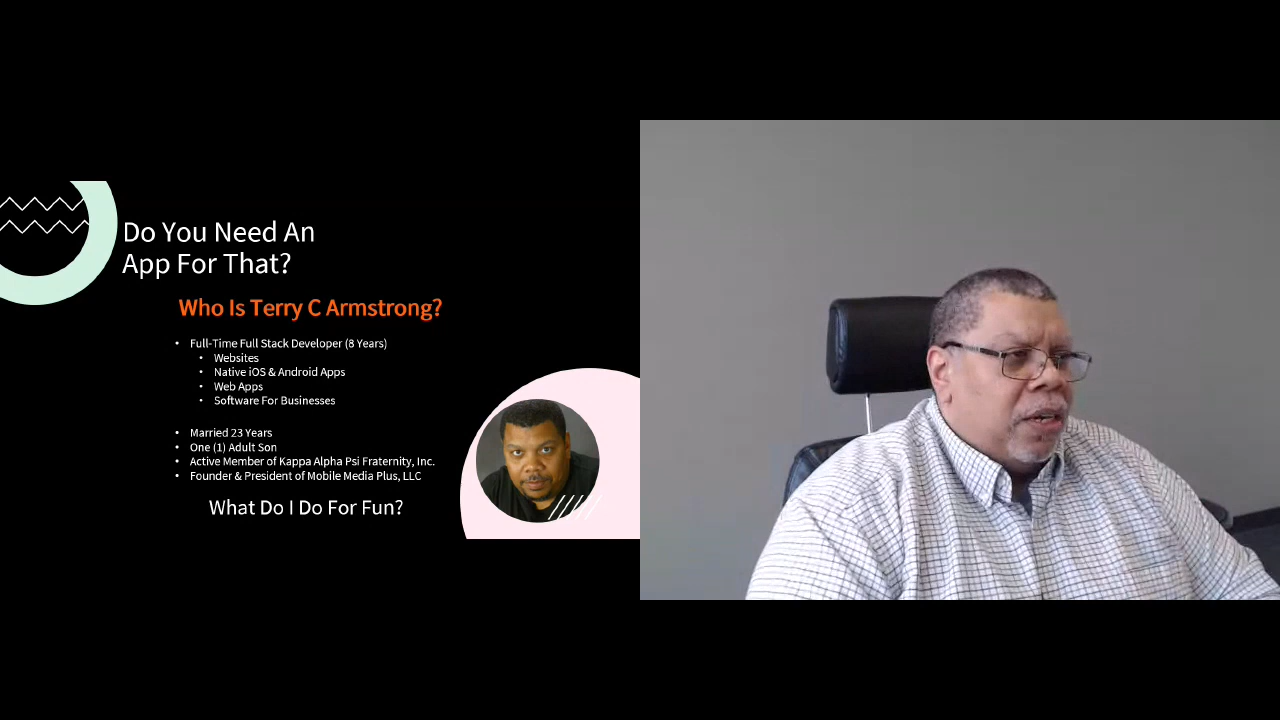 Do You Need An
App For That?
Who Is Terry C Armstrong?
• Full-Time Full Stack Developer (8 Years)
• Websites
• Native iOS & Android Apps
• Web Apps
• Software For Businesses
• Married 23 Years
• One (1) Adult Son
• Active Member of Kappa Alpha Psi Fraternity, Inc.
• Founder & President of Mobile Media Plus, LLC
What Do I Do For Fun?